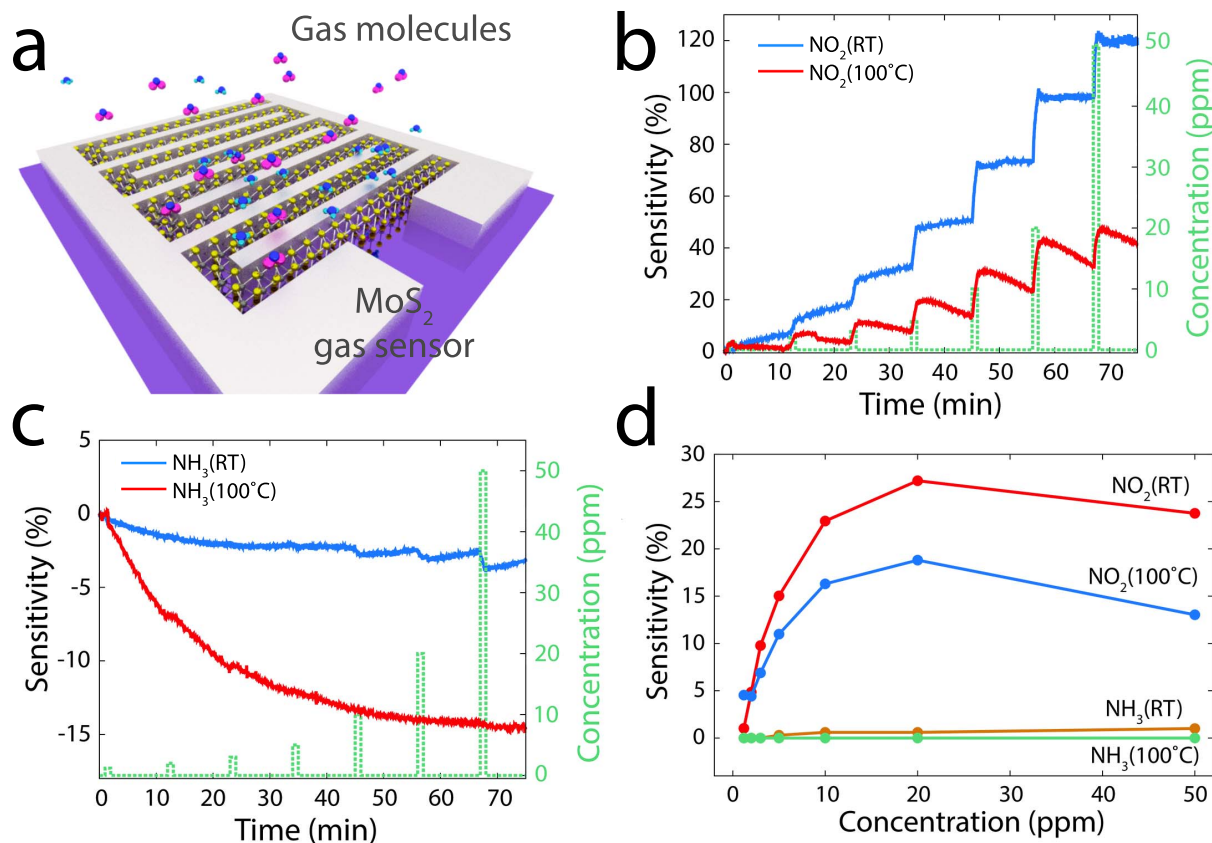 a
Gas molecules
MoS₂
gas sensor
b
NO₂(RT)
NO₂(100˚C)
Sensitivity (%)
120
100
80
60
40
20
0
0 10 20 30 40 50 60 70
Time (min)
50
40
30
20
10
0
Concentration (ppm)
c
NH₃(RT)
NH₃(100˚C)
Sensitivity (%)
5
0
-5
-10
-15
0 10 20 30 40 50 60 70
Time (min)
50
40
30
20
10
0
Concentration (ppm)
d
Sensitivity (%)
30
25
20
15
10
5
0
NO₂(RT)
NO₂(100˚C)
NH₃(RT)
NH₃(100˚C)
0 10 20 30 40 50
Concentration (ppm)